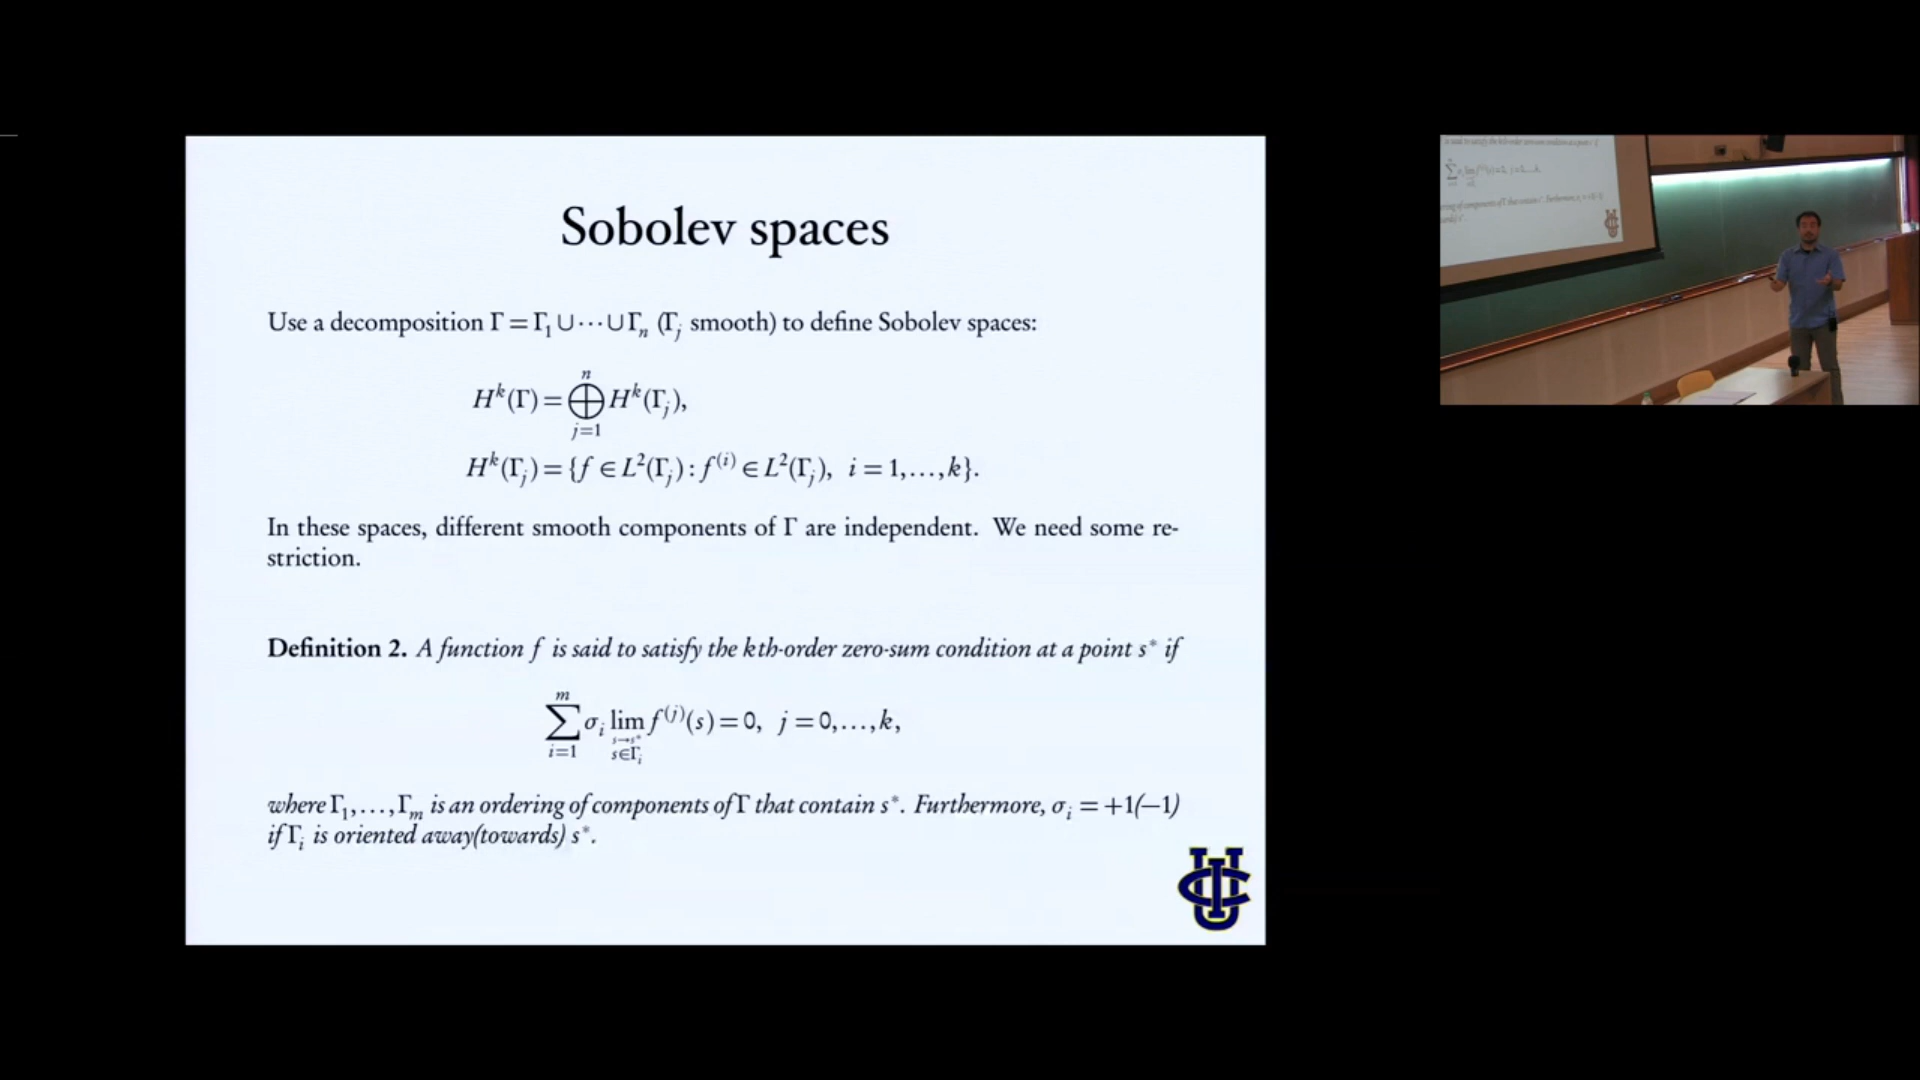 Sobolev spaces
Use a decomposition Γ = Γ₁ ∪ ⋯ ∪ Γₙ (Γⱼ smooth) to define Sobolev spaces:
Hᵏ(Γ) = ⨁ⱼ₌₁ⁿ Hᵏ(Γⱼ),
Hᵏ(Γⱼ) = {f ∈ L²(Γⱼ) : f⁽ⁱ⁾ ∈ L²(Γⱼ), i = 1,…,k}.
In these spaces, different smooth components of Γ are independent. We need some re-
striction.
Definition 2. A function f is said to satisfy the kth-order zero-sum condition at a point s* if
∑ᵢ₌₁ᵐ σᵢ lim_{s→s*, s∈Γᵢ} f⁽ʲ⁾(s) = 0, j = 0,…,k,
where Γ₁,…,Γₘ is an ordering of components of Γ that contain s*. Furthermore, σᵢ = +1(−1)
if Γᵢ is oriented away(towards) s*.
UCI